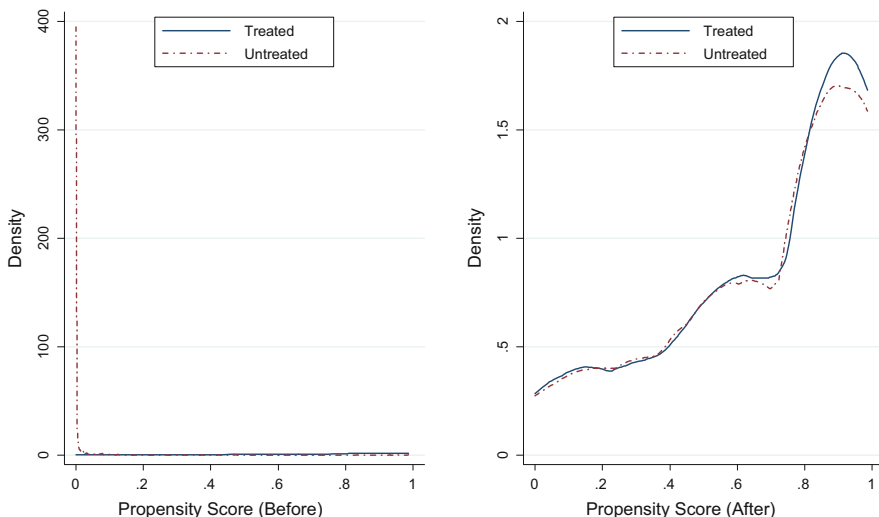 Treated
Untreated
Density
400
300
200
100
0
0 .2 .4 .6 .8 1
Propensity Score (Before)
Treated
Untreated
Density
2
1.5
1
.5
0
0 .2 .4 .6 .8 1
Propensity Score (After)